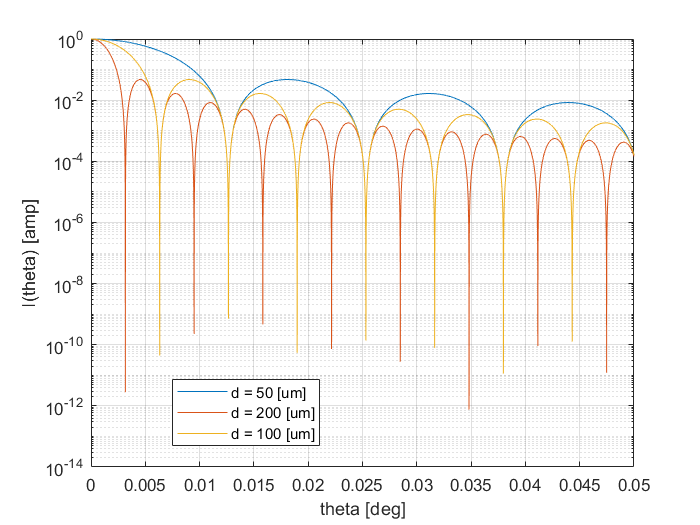 10^0
10^-2
10^-4
10^-6
10^-8
10^-10
10^-12
10^-14
I(theta) [amp]
d = 50 [um]
d = 200 [um]
d = 100 [um]
0 0.005 0.01 0.015 0.02 0.025 0.03 0.035 0.04 0.045 0.05
theta [deg]